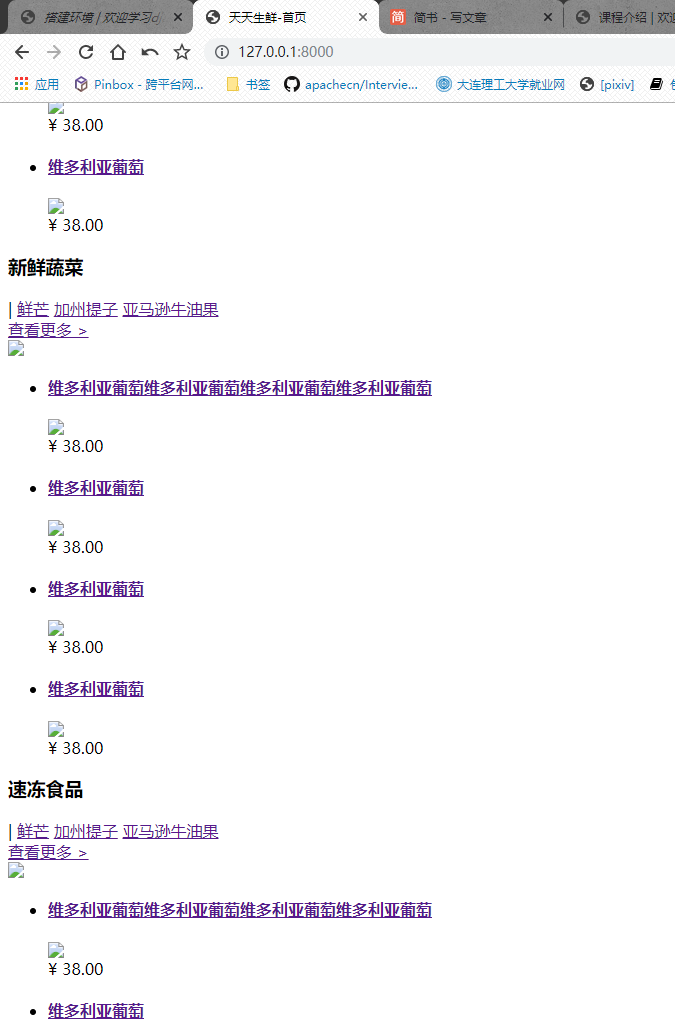 搭建环境 | 欢迎学习dj
天天生鲜-首页
简 简书 - 写文章
课程介绍 | 欢迎
127.0.0.1:8000
应用
Pinbox - 跨平台网...
书签
apachecn/Intervie...
大连理工大学就业网
[pixiv]
¥ 38.00
维多利亚葡萄
¥ 38.00
新鲜蔬菜
| 鲜芒 加州提子 亚马逊牛油果
查看更多 >
维多利亚葡萄维多利亚葡萄维多利亚葡萄维多利亚葡萄
¥ 38.00
维多利亚葡萄
¥ 38.00
维多利亚葡萄
¥ 38.00
维多利亚葡萄
¥ 38.00
速冻食品
| 鲜芒 加州提子 亚马逊牛油果
查看更多 >
维多利亚葡萄维多利亚葡萄维多利亚葡萄维多利亚葡萄
¥ 38.00
维多利亚葡萄